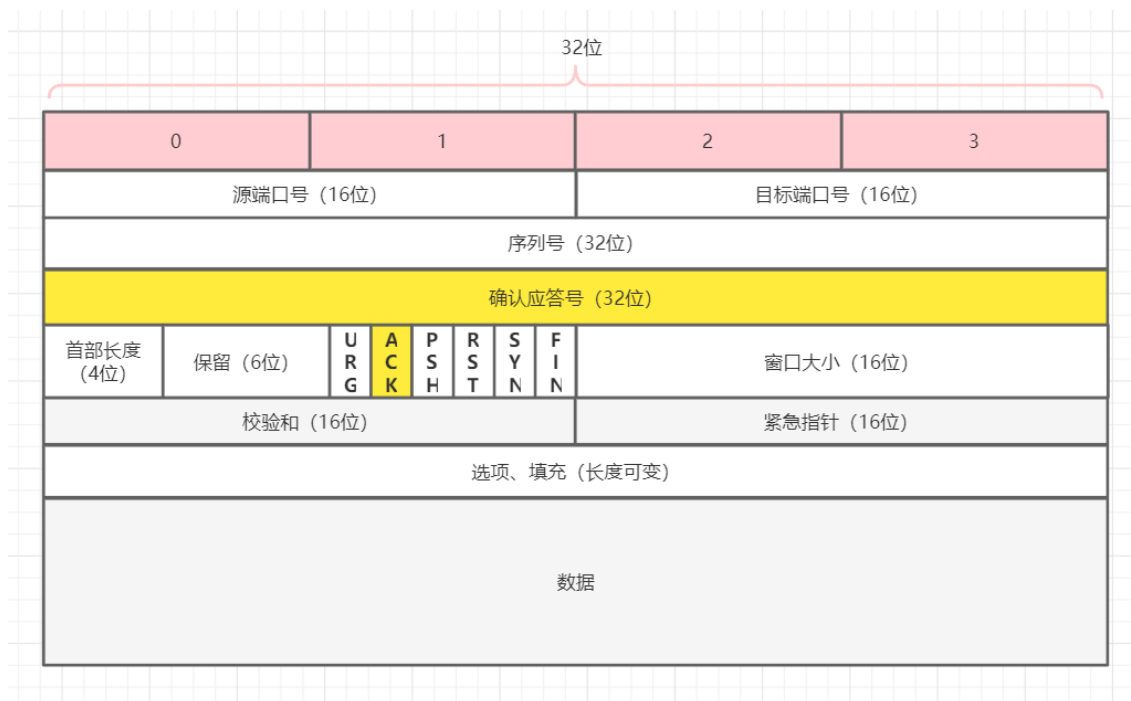 32位
0 1 2 3
源端口号（16位） 目标端口号（16位）
序列号（32位）
确认应答号（32位）
首部长度（4位） 保留（6位） URG ACK PSH RST SYN FIN 窗口大小（16位）
校验和（16位） 紧急指针（16位）
选项、填充（长度可变）
数据